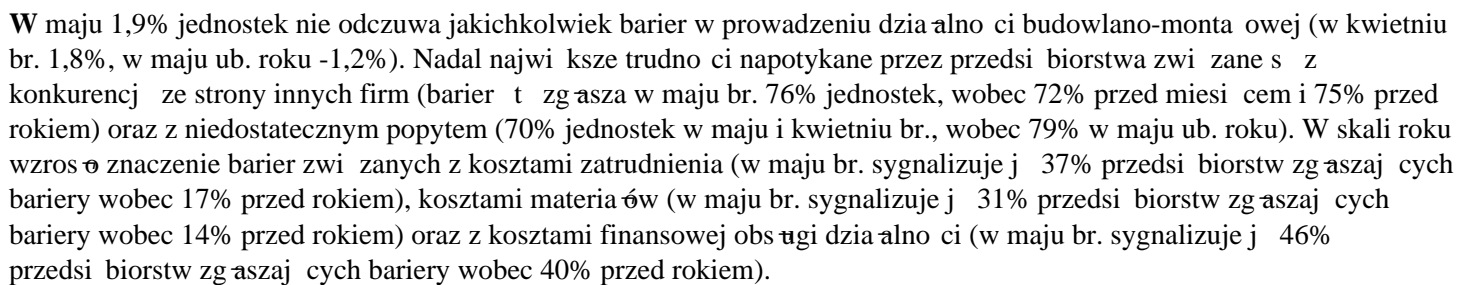 W maju 1,9% jednostek nie odczuwa jakichkolwiek barier w prowadzeniu dzia-alno ci budowlano-monta owej (w kwietniu
br. 1,8%, w maju ub. roku -1,2%). Nadal najwi ksze trudno ci napotykane przez przedsi biorstwa zwi zane s z
konkurencj ze strony innych firm (barier t zg-asza w maju br. 76% jednostek, wobec 72% przed miesi cem i 75% przed
rokiem) oraz z niedostatecznym popytem (70% jednostek w maju i kwietniu br., wobec 79% w maju ub. roku). W skali roku
wzros-o znaczenie barier zwi zanych z kosztami zatrudnienia (w maju br. sygnalizuje j 37% przedsi biorstw zg-aszaj cych
bariery wobec 17% przed rokiem), kosztami materia-ów (w maju br. sygnalizuje j 31% przedsi biorstw zg-aszaj cych
bariery wobec 14% przed rokiem) oraz z kosztami finansowej obs-ugi dzia-alno ci (w maju br. sygnalizuje j 46%
przedsi biorstw zg-aszaj cych bariery wobec 40% przed rokiem).